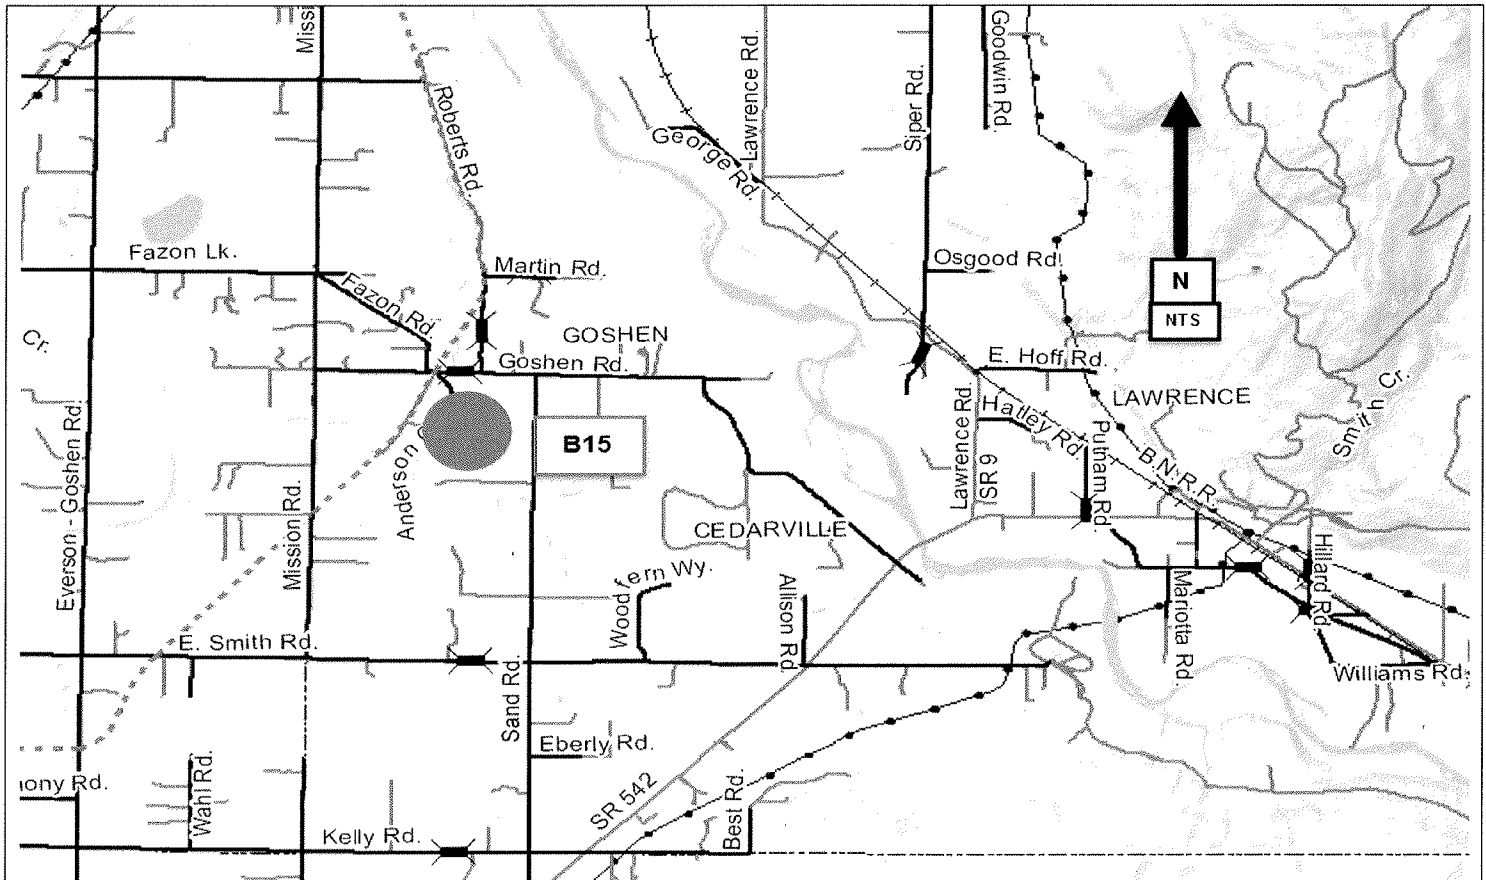 Missi
Roberts Rd.
George Rd.
Lawrence Rd.
Siper Rd.
Goodwin Rd.
Fazon Lk.
Martin Rd.
Osgood Rd.
N
NTS
Fazon Rd.
GOSHEN
Goshen Rd.
Cr.
E. Hoff Rd.
LAWRENCE
Smith Cr.
Hatley Rd.
Lawrence Rd.
SR 9
Putnam Rd.
B.N.R.R.
Everson - Goshen Rd.
Mission Rd.
Anderson
B15
CEDARVILLE
Woodfern Wy.
Allison Rd.
Mariotta Rd.
Hillard Rd.
Williams Rd.
E. Smith Rd.
Sand Rd.
Eberly Rd.
SR 542
Best Rd.
ony Rd.
Wahl Rd.
Kelly Rd.